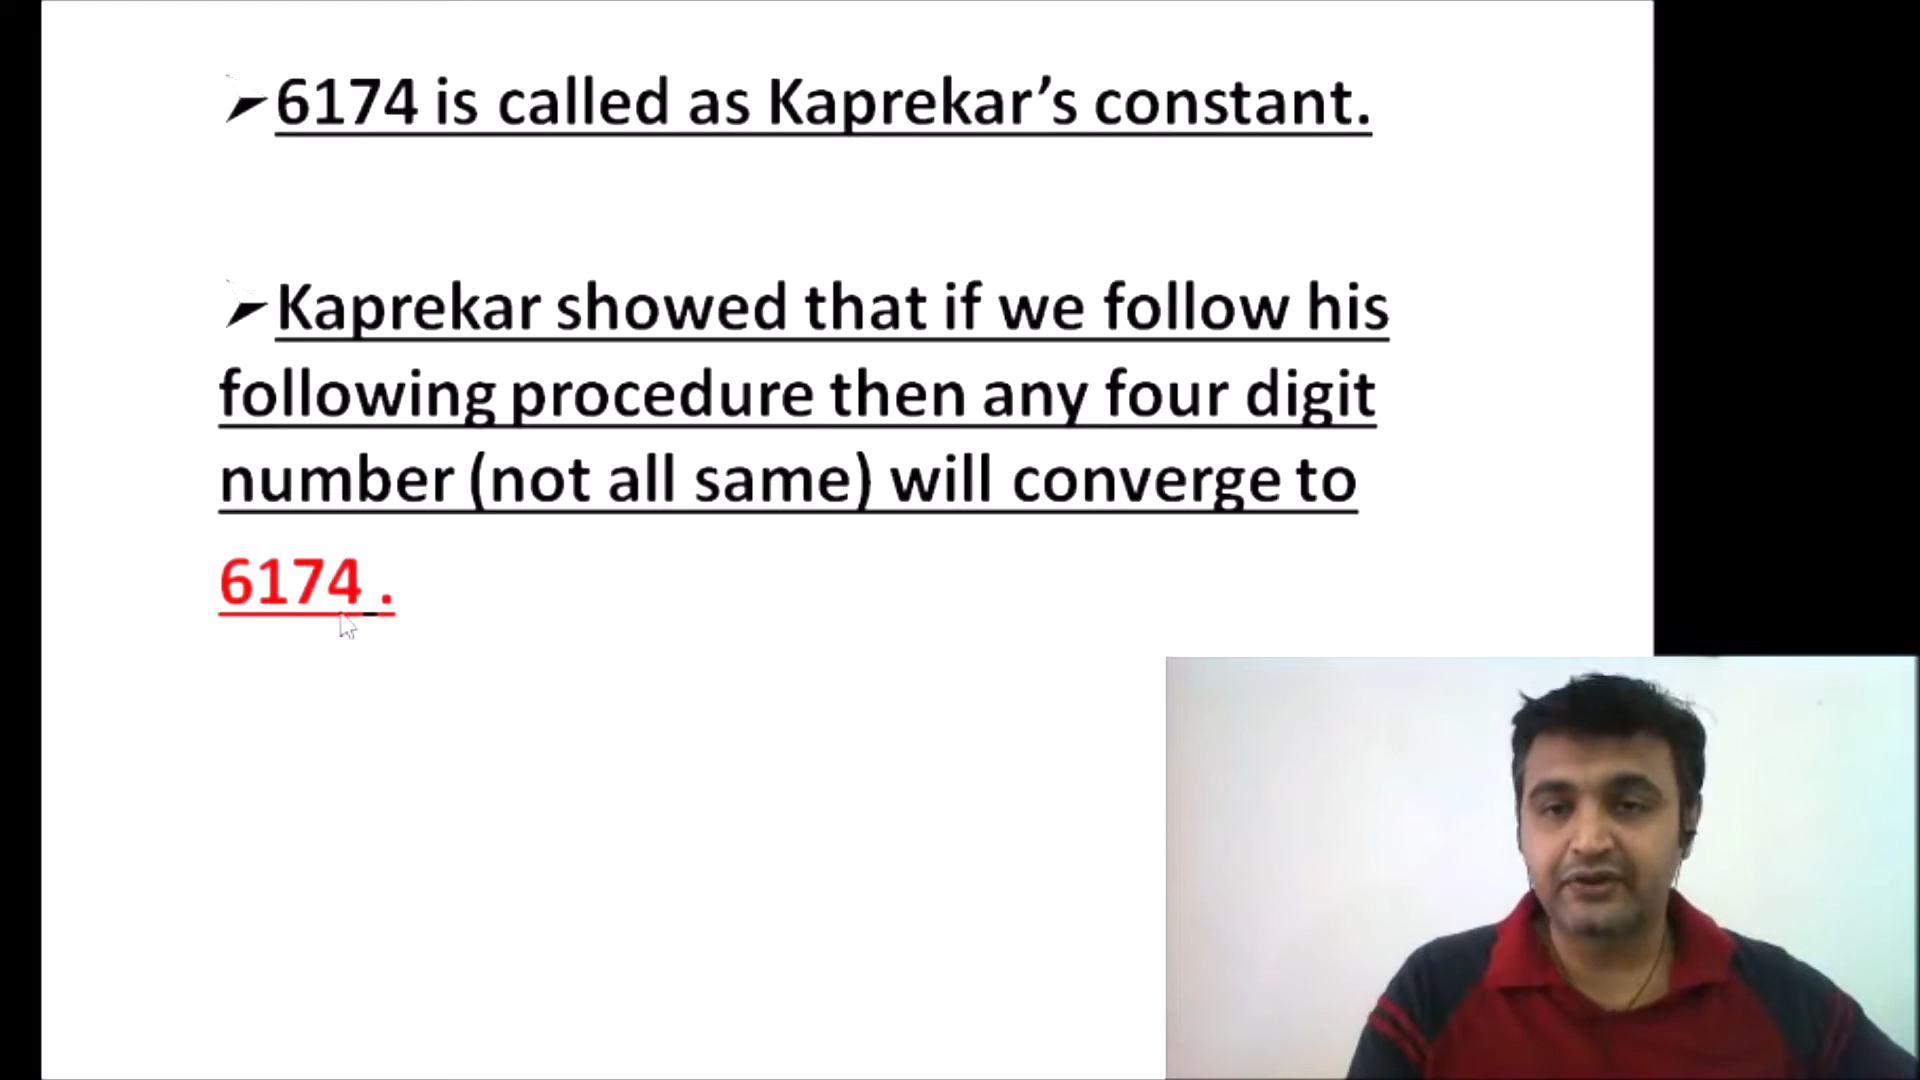 ➢6174 is called as Kaprekar’s constant.
➢Kaprekar showed that if we follow his
following procedure then any four digit
number (not all same) will converge to
6174 .